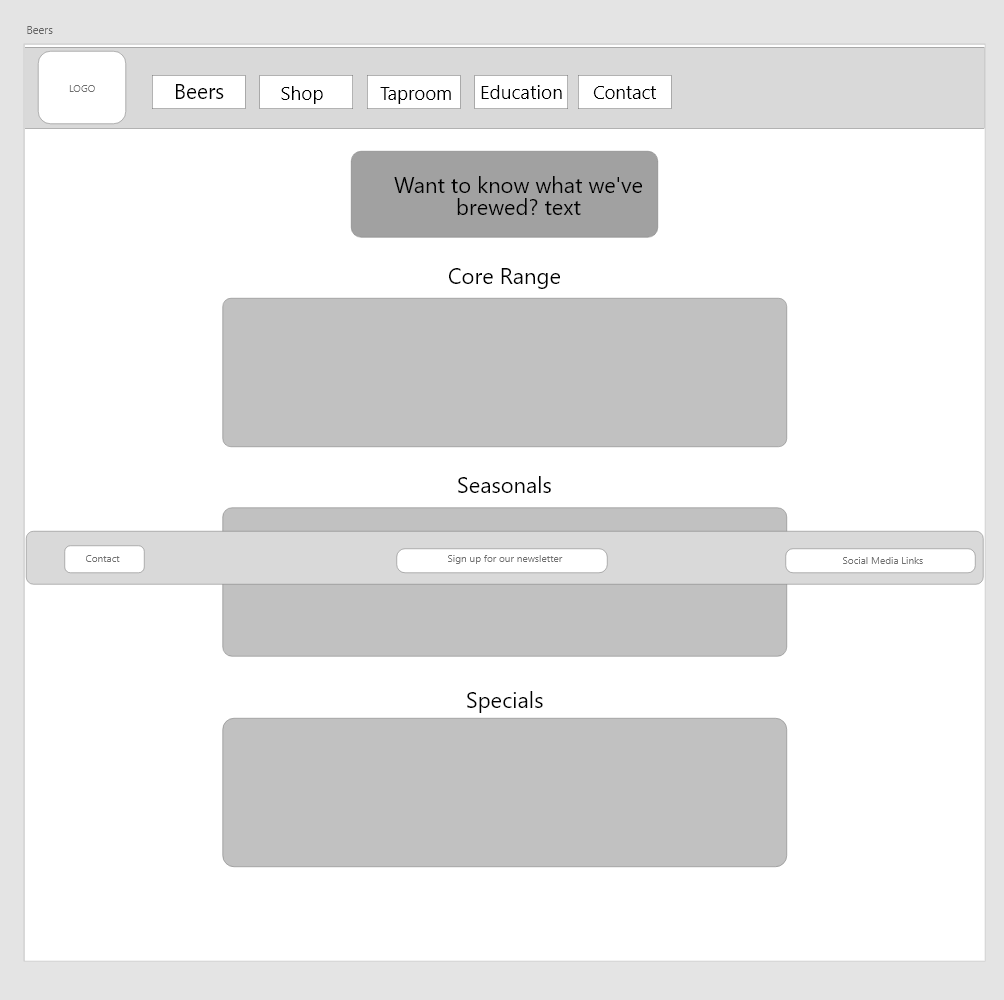 Beers
LOGO
Beers
Shop
Taproom
Education
Contact
Want to know what we've
brewed? text
Core Range
Seasonals
Contact
Sign up for our newsletter
Social Media Links
Specials